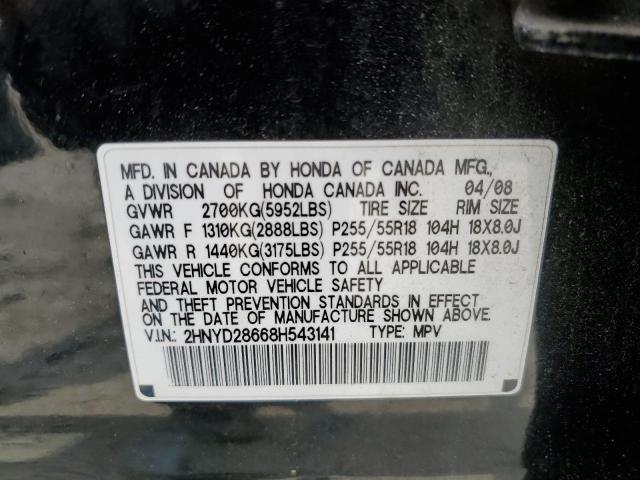 MFD. IN CANADA BY HONDA OF CANADA MFG.,
A DIVISION OF HONDA CANADA INC. 04/08
GVWR 2700KG(5952LBS) TIRE SIZE RIM SIZE
GAWR F 1310KG(2888LBS) P255/55R18 104H 18X8.0J
GAWR R 1440KG(3175LBS) P255/55R18 104H 18X8.0J
THIS VEHICLE CONFORMS TO ALL APPLICABLE
FEDERAL MOTOR VEHICLE SAFETY
AND THEFT PREVENTION STANDARDS IN EFFECT
ON THE DATE OF MANUFACTURE SHOWN ABOVE.
V.I.N.: 2HNYD28668H543141 TYPE: MPV